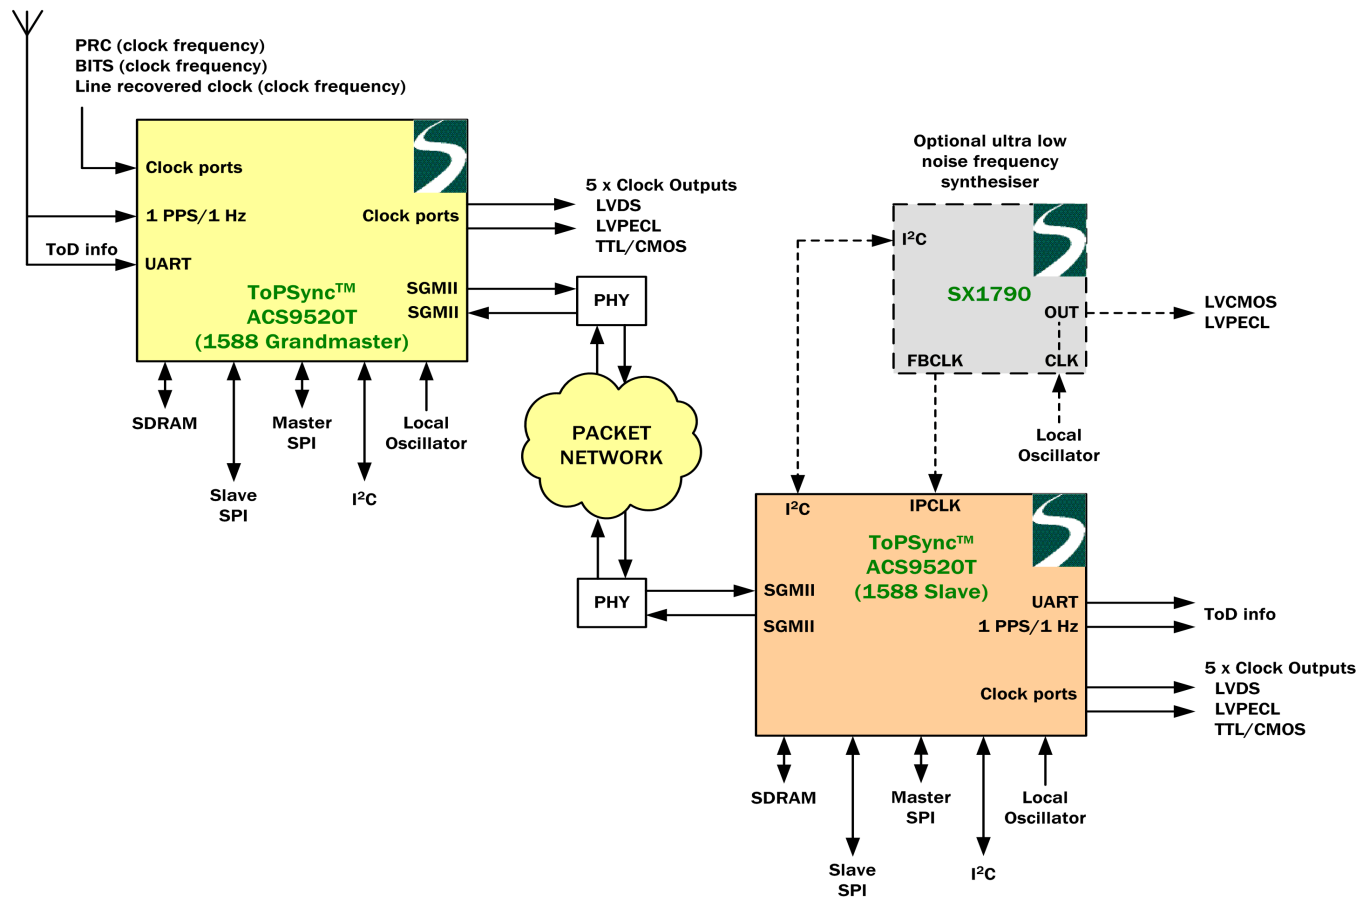 PRC (clock frequency)
BITS (clock frequency)
Line recovered clock (clock frequency)
Clock ports
1 PPS/1 Hz
ToD info
UART
Clock ports
SGMII
SGMII
ToPSync™
ACS9520T
(1588 Grandmaster)
5 x Clock Outputs
LVDS
LVPECL
TTL/CMOS
PHY
SDRAM
Slave
SPI
Master
SPI
I²C
Local
Oscillator
PACKET
NETWORK
PHY
Optional ultra low
noise frequency
synthesiser
I²C
SX1790
OUT
FBCLK
CLK
LVCMOS
LVPECL
Local
Oscillator
I²C
IPCLK
ToPSync™
ACS9520T
(1588 Slave)
SGMII
SGMII
UART
1 PPS/1 Hz
Clock ports
ToD info
5 x Clock Outputs
LVDS
LVPECL
TTL/CMOS
SDRAM
Slave
SPI
Master
SPI
I²C
Local
Oscillator